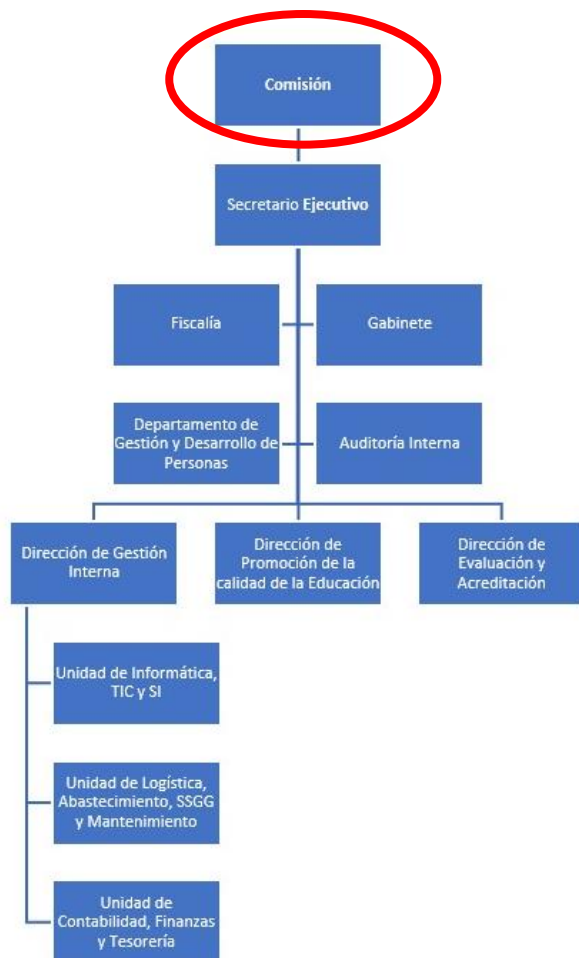 Comisión
Secretario Ejecutivo
Fiscalía
Gabinete
Departamento de
Gestión y Desarrollo de
Personas
Auditoría Interna
Dirección de Gestión
Interna
Dirección de
Promoción de la
calidad de la Educación
Dirección de
Evaluación y
Acreditación
Unidad de Informática,
TIC y SI
Unidad de Logística,
Abastecimiento, SSGG
y Mantenimiento
Unidad de
Contabilidad, Finanzas
y Tesorería